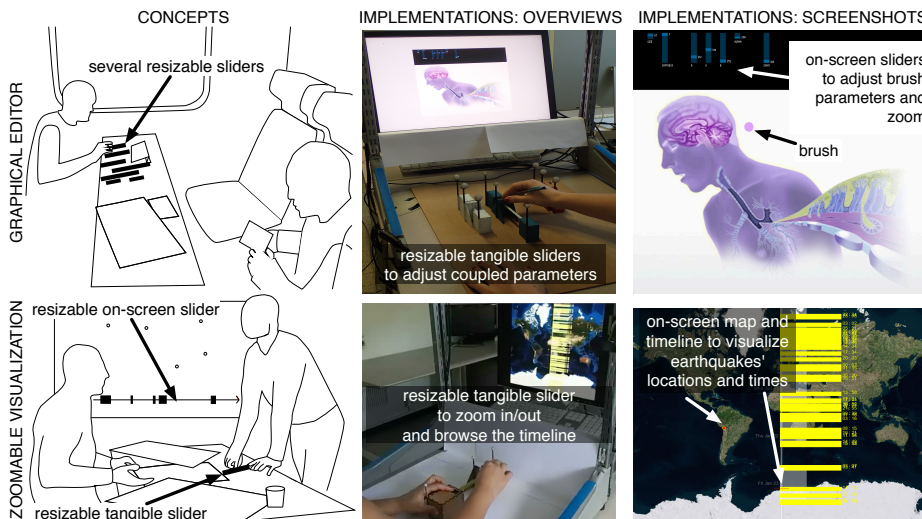 CONCEPTS
IMPLEMENTATIONS: OVERVIEWS
IMPLEMENTATIONS: SCREENSHOTS
GRAPHICAL EDITOR
several resizable sliders
resizable tangible sliders
to adjust coupled parameters
on-screen sliders
to adjust brush
parameters and
zoom
brush
ZOOMABLE VISUALIZATION
resizable on-screen slider
resizable tangible slider
resizable tangible slider
to zoom in/out
and browse the timeline
on-screen map and
timeline to visualize
earthquakes'
locations and times